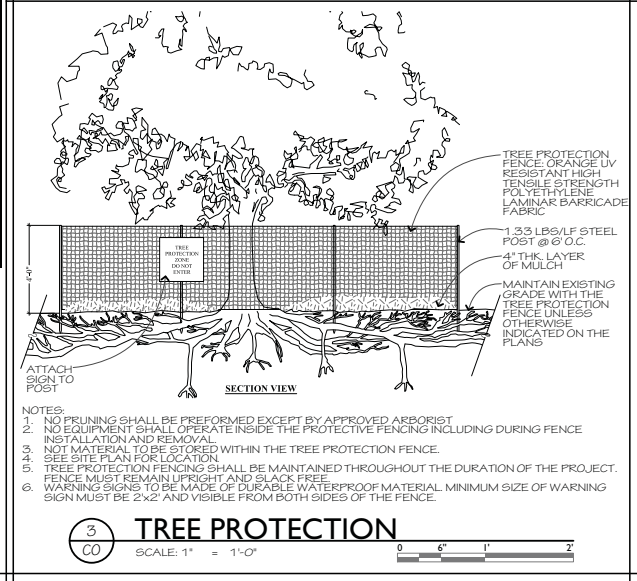 TREE PROTECTION
FENCE: ORANGE UV
RESISTANT HIGH
TENSILE STRENGTH
POLYETHYLENE
LAMINAR BARRICADE
FABRIC
1.33 LBS/LF STEEL
POST @ 6' O.C.
4" THK. LAYER
OF MULCH
MAINTAIN EXISTING
GRADE WITH THE
TREE PROTECTION
FENCE UNLESS
OTHERWISE
INDICATED ON THE
PLANS
TREE
PROTECTION
ZONE
DO NOT
ENTER
4'-0"
ATTACH
SIGN TO
POST
SECTION VIEW
NOTES:
1. NO PRUNING SHALL BE PREFORMED EXCEPT BY APPROVED ARBORIST
2. NO EQUIPMENT SHALL OPERATE INSIDE THE PROTECTIVE FENCING INCLUDING DURING FENCE
INSTALLATION AND REMOVAL.
3. NOT MATERIAL TO BE STORED WITHIN THE TREE PROTECTION FENCE.
4. SEE SITE PLAN FOR LOCATION.
5. TREE PROTECTION FENCING SHALL BE MAINTAINED THROUGHOUT THE DURATION OF THE PROJECT.
FENCE MUST REMAIN UPRIGHT AND SLACK FREE.
6. WARNING SIGNS TO BE MADE OF DURABLE WATERPROOF MATERIAL. MINIMUM SIZE OF WARNING
SIGN MUST BE 2'x2' AND VISIBLE FROM BOTH SIDES OF THE FENCE.
3
CO
TREE PROTECTION
SCALE: 1" = 1'-0"
0 6" 1' 2'